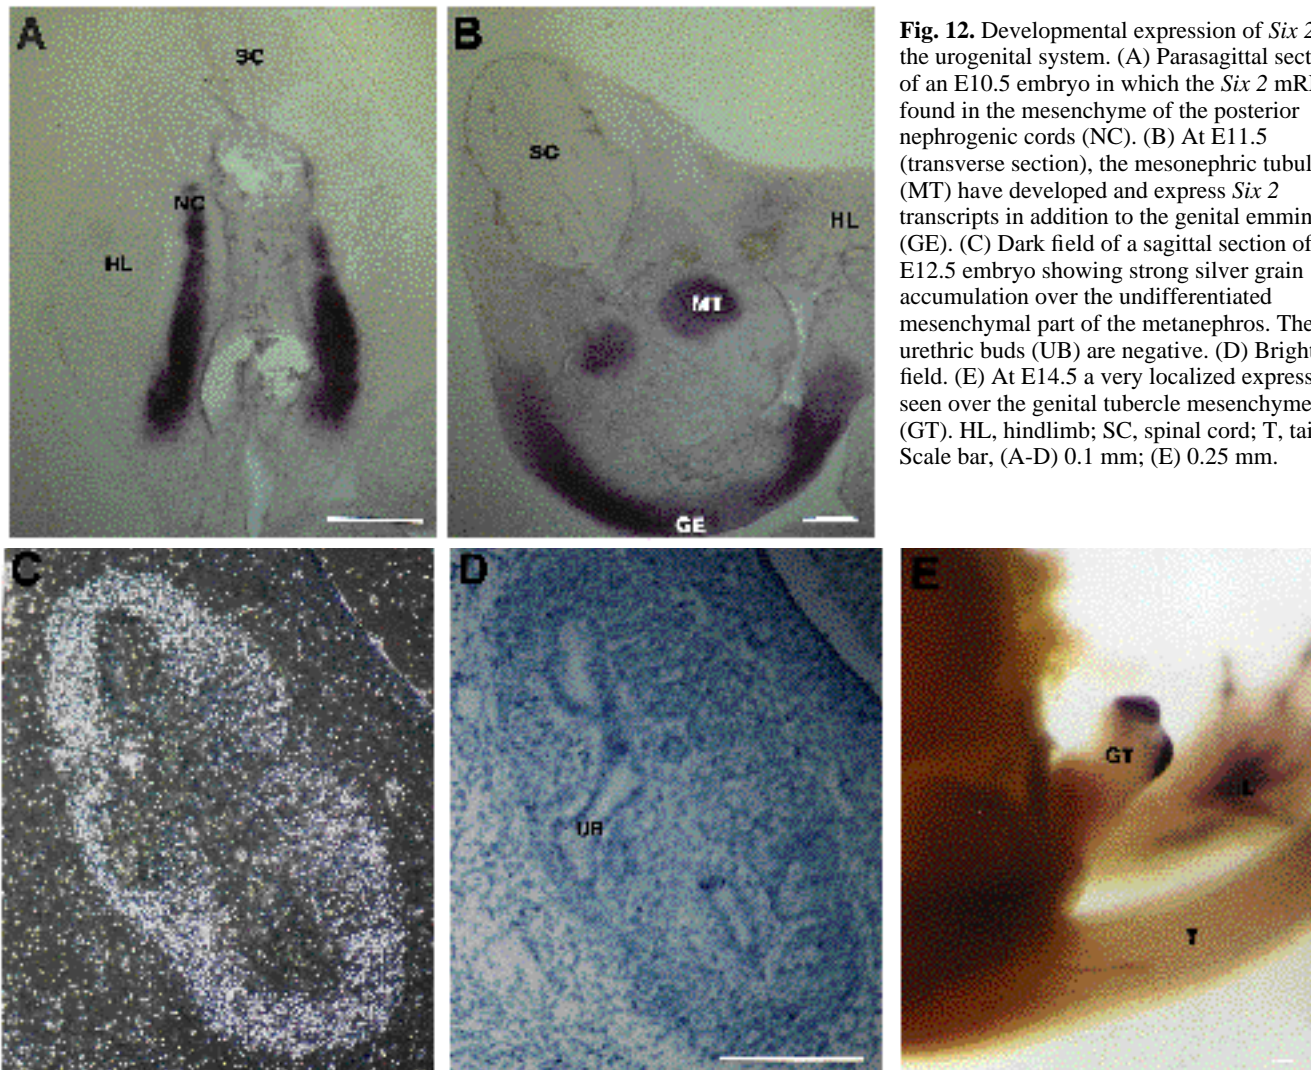 A
SC
NC
HL
B
SC
HL
MT
GE
Fig. 12. Developmental expression of Six 2
the urogenital system. (A) Parasagittal sect
of an E10.5 embryo in which the Six 2 mR
found in the mesenchyme of the posterior
nephrogenic cords (NC). (B) At E11.5
(transverse section), the mesonephric tubul
(MT) have developed and express Six 2
transcripts in addition to the genital emmin
(GE). (C) Dark field of a sagittal section of
E12.5 embryo showing strong silver grain
accumulation over the undifferentiated
mesenchymal part of the metanephros. The
urethric buds (UB) are negative. (D) Bright
field. (E) At E14.5 a very localized express
seen over the genital tubercle mesenchyme
(GT). HL, hindlimb; SC, spinal cord; T, tai
Scale bar, (A-D) 0.1 mm; (E) 0.25 mm.
C
D
UB
E
GT
HL
T